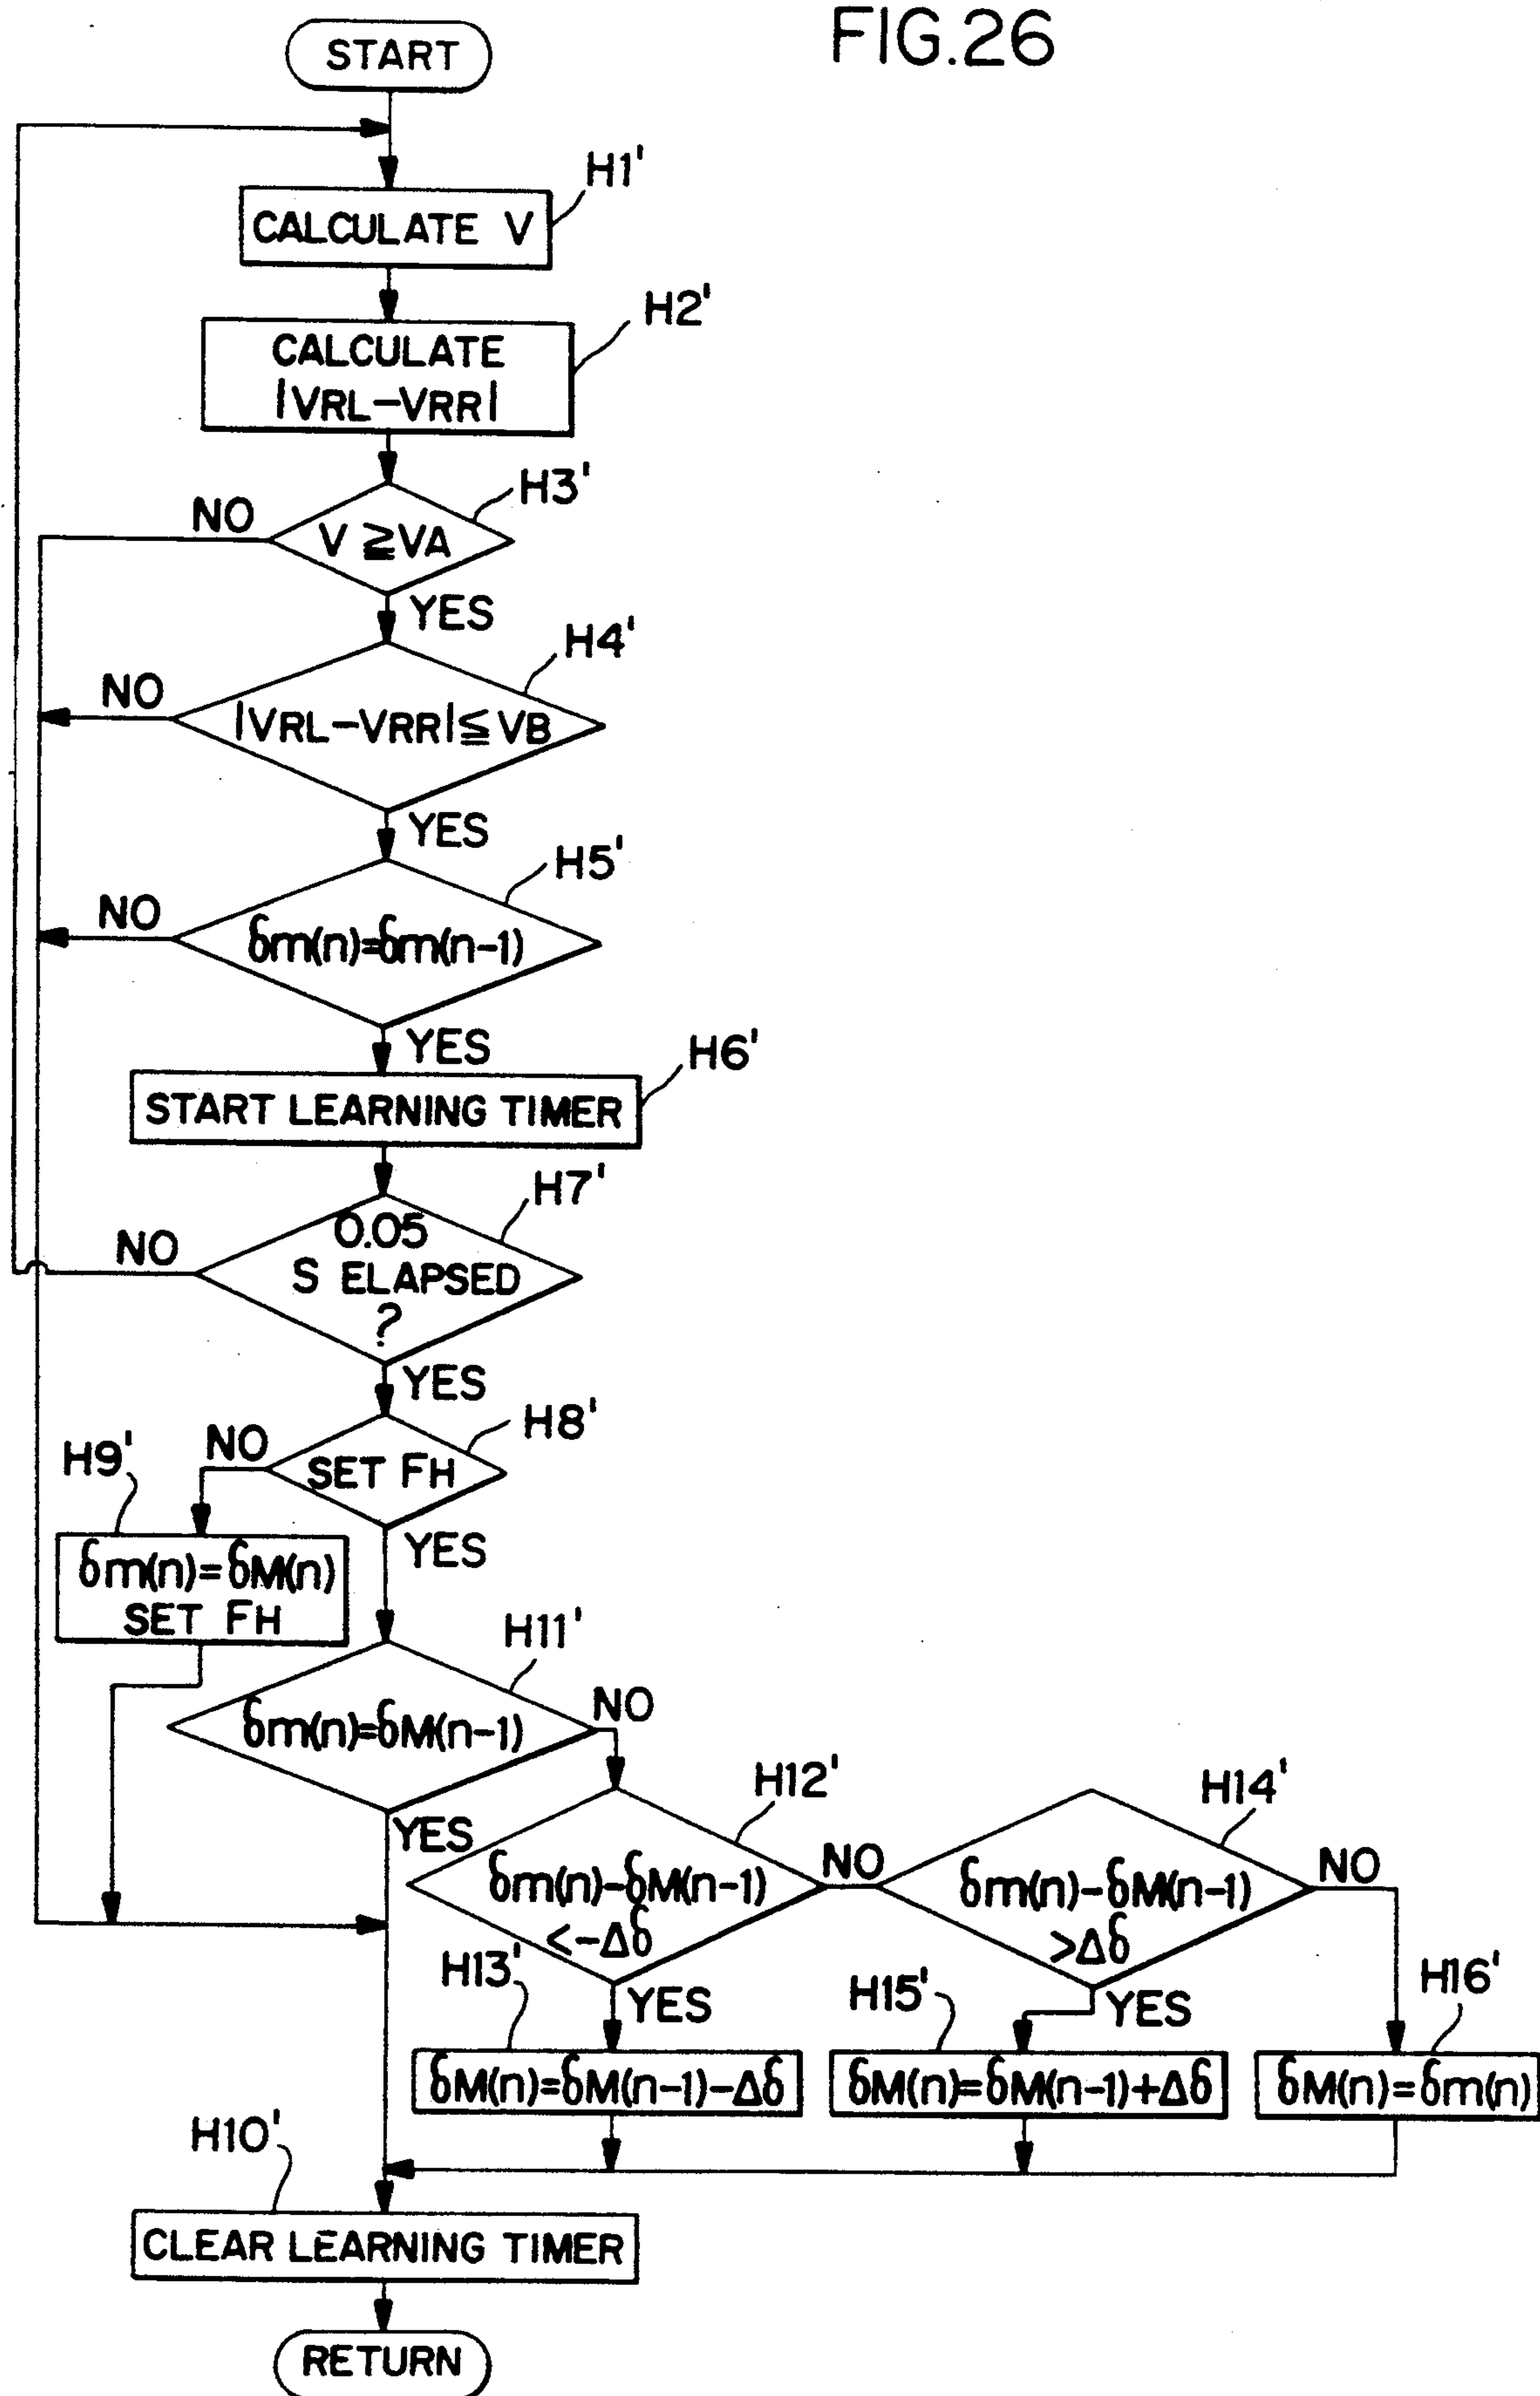 FIG.26
START
H1'
CALCULATE V
H2'
CALCULATE
|VRL-VRR|
H3'
NO
V ≧VA
YES
H4'
NO
|VRL-VRR|≦VB
YES
H5'
NO
δm(n)=δm(n-1)
YES
H6'
START LEARNING TIMER
H7'
NO
0.05
S ELAPSED
?
YES
H8'
NO
SET FH
H9'
YES
δm(n)=δM(n)
SET FH
H11'
NO
δm(n)=δM(n-1)
YES
H12'
δm(n)-δM(n-1)
<-Δδ
NO
H14'
δm(n)-δM(n-1)
>Δδ
NO
H13'
YES
H15'
YES
H16'
δM(n)=δM(n-1)-Δδ
δM(n)=δM(n-1)+Δδ
δM(n)=δm(n)
H10'
CLEAR LEARNING TIMER
RETURN